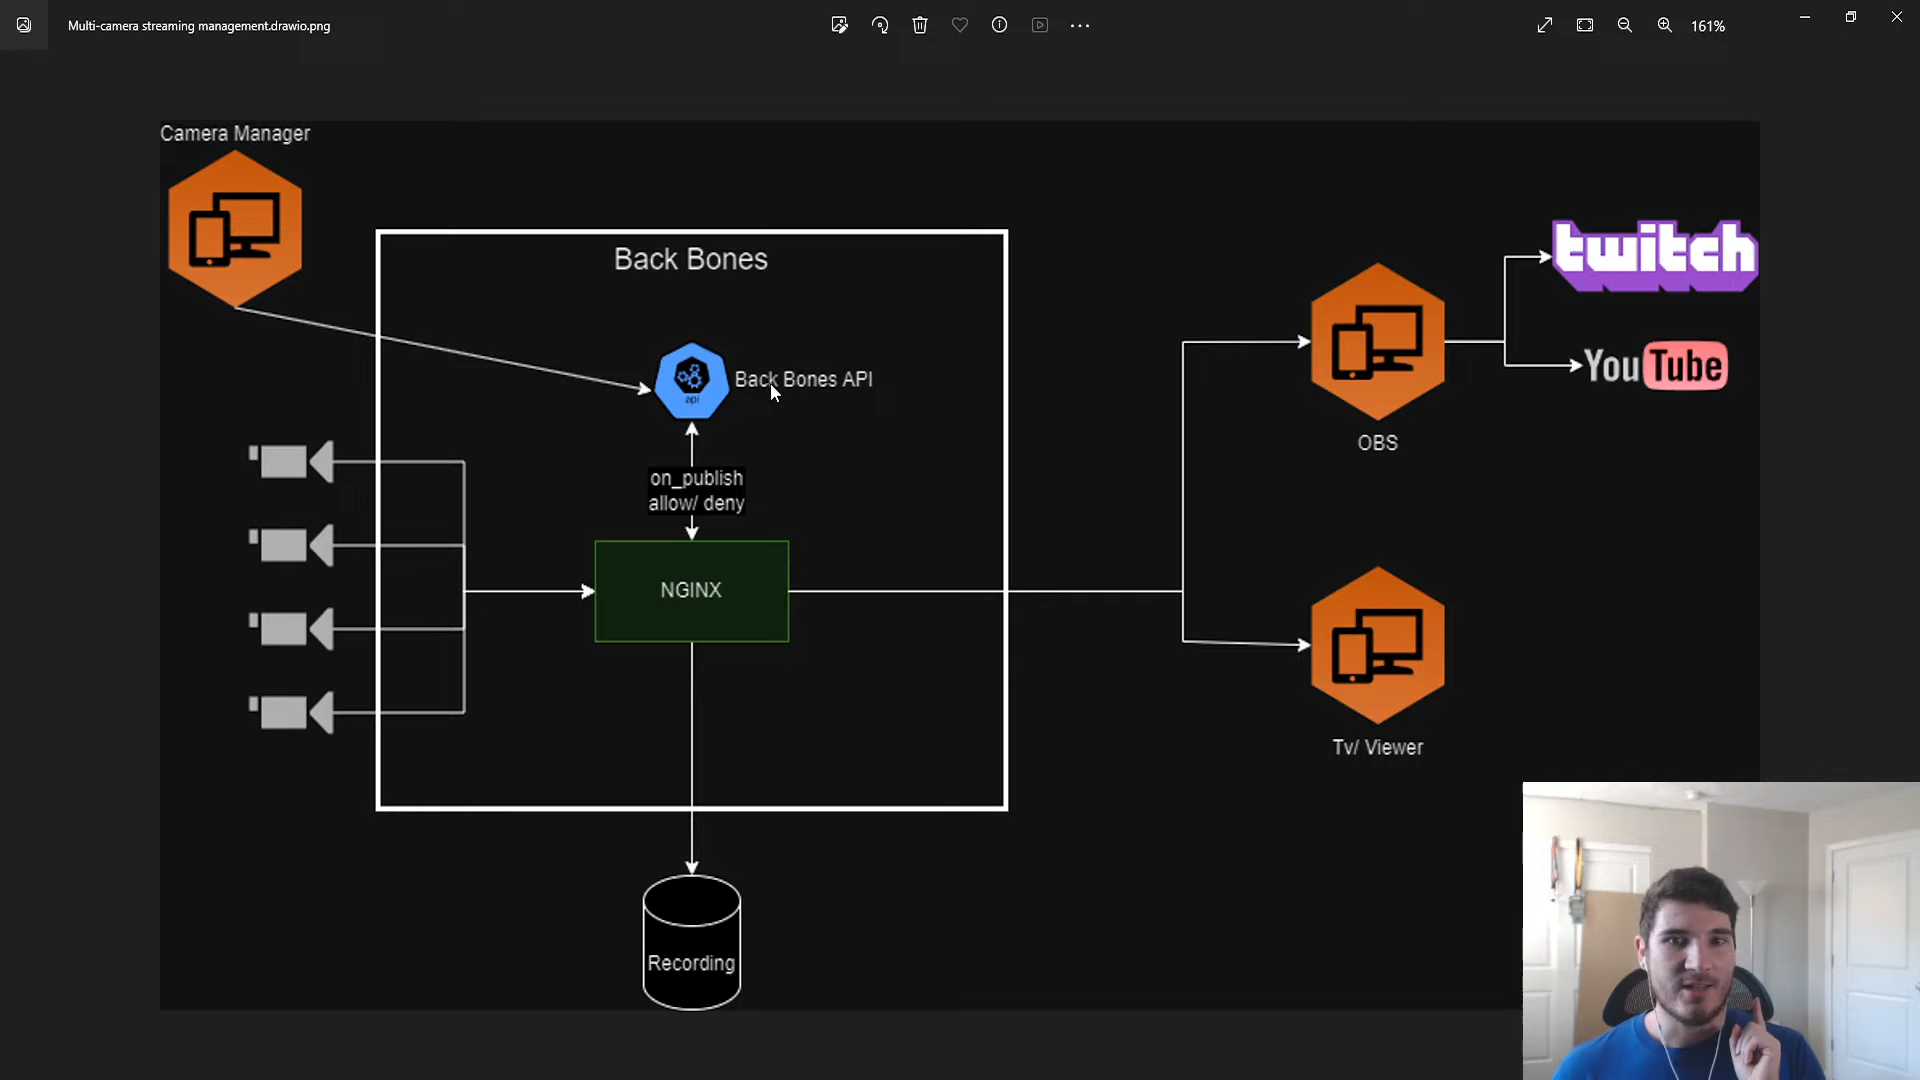 Multi-camera streaming management.drawio.png
161%
Camera Manager
Back Bones
api
Back Bones API
on_publish
allow/ deny
NGINX
Recording
OBS
Tv/ Viewer
twitch
YouTube